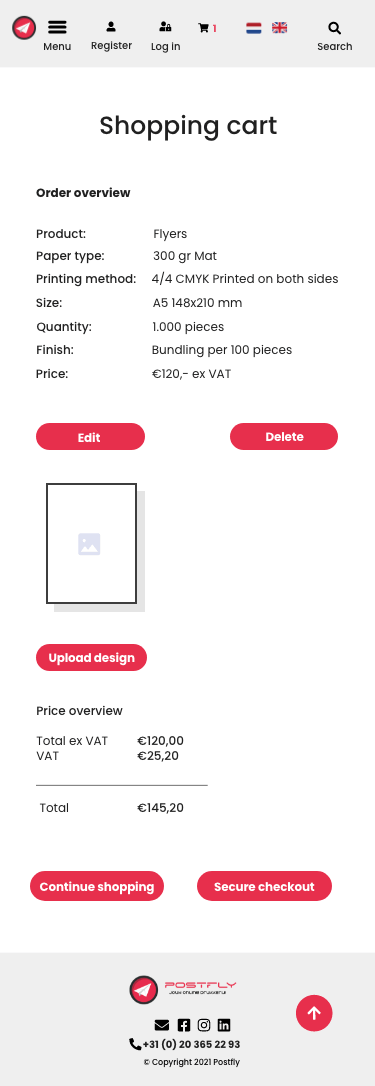 Menu
Register
Log in
1
Search
Shopping cart
Order overview
Product: Flyers
Paper type: 300 gr Mat
Printing method: 4/4 CMYK Printed on both sides
Size: A5 148x210 mm
Quantity: 1.000 pieces
Finish: Bundling per 100 pieces
Price: €120,- ex VAT
Edit
Delete
Upload design
Price overview
Total ex VAT €120,00
VAT €25,20
Total €145,20
Continue shopping
Secure checkout
POSTFLY
JOUW ONLINE DRUKKERIJ
+31 (0) 20 365 22 93
© Copyright 2021 Postfly